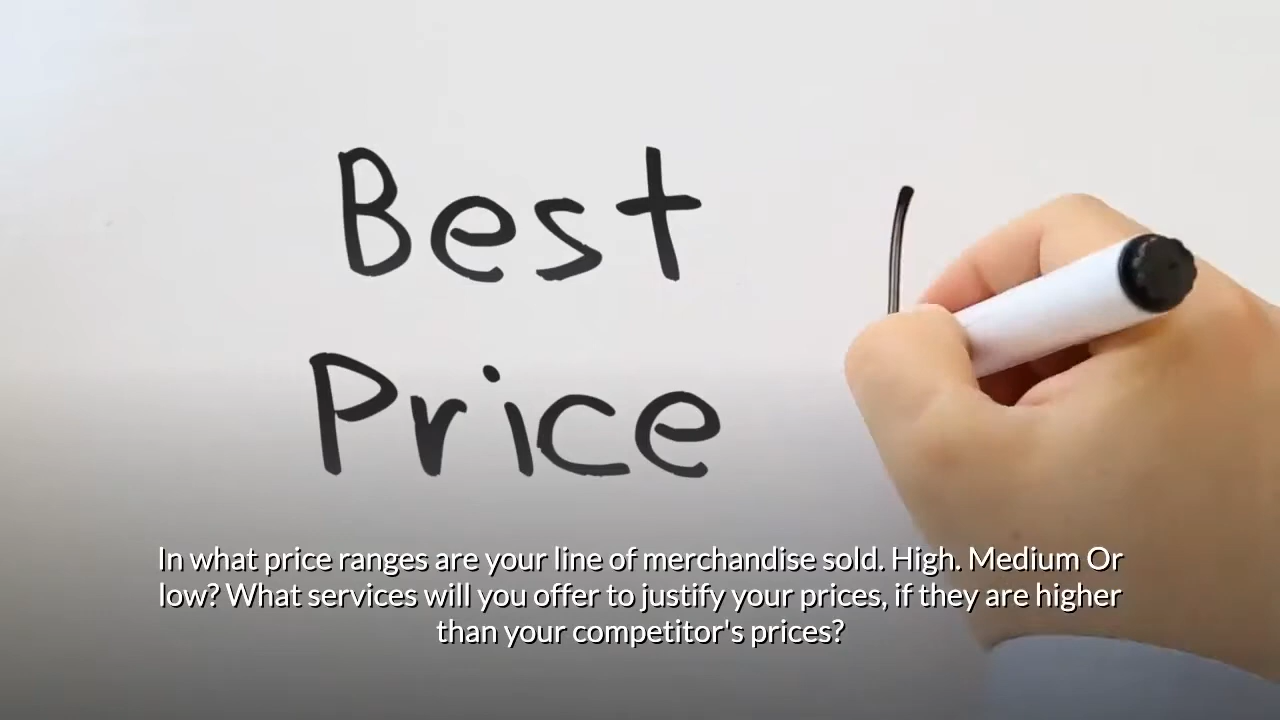 Best
Price
In what price ranges are your line of merchandise sold. High. Medium Or
low? What services will you offer to justify your prices, if they are higher
than your competitor's prices?